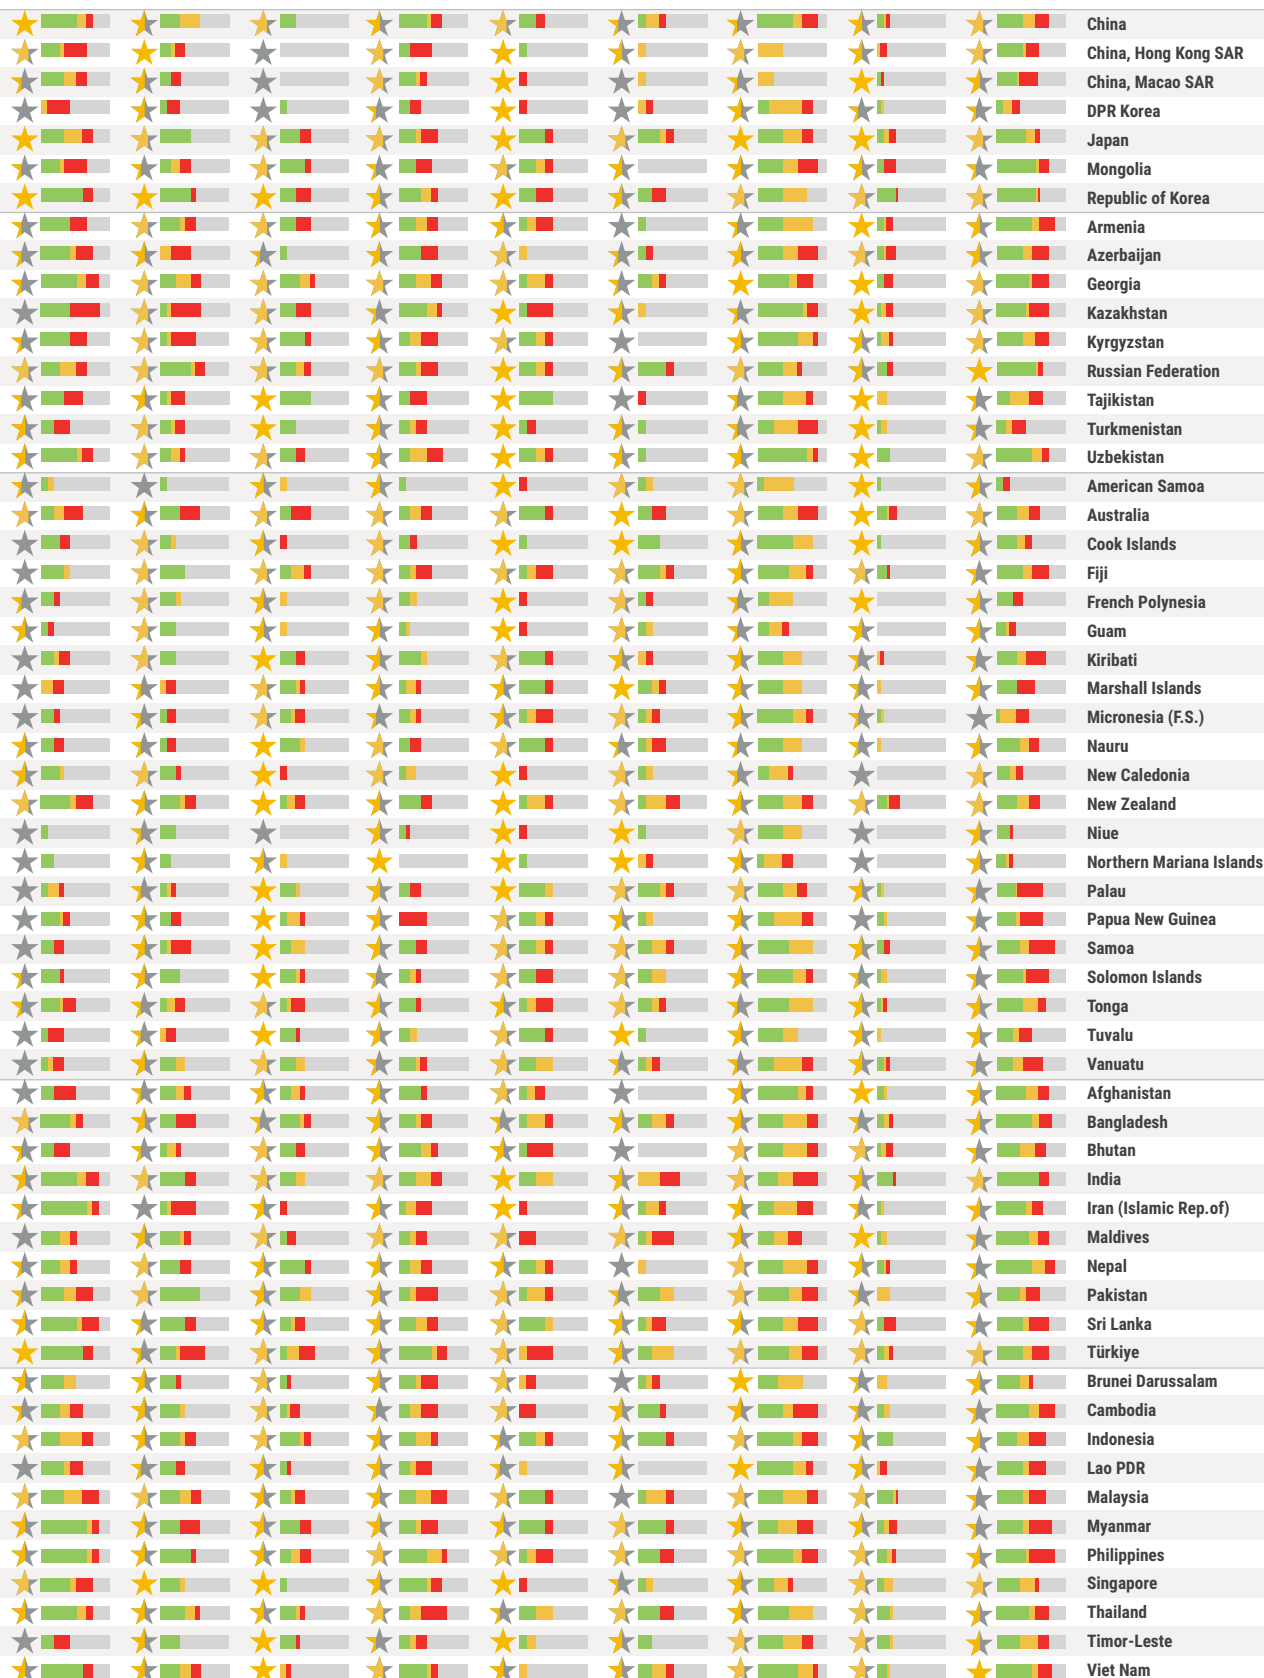 China
China, Hong Kong SAR
China, Macao SAR
DPR Korea
Japan
Mongolia
Republic of Korea
Armenia
Azerbaijan
Georgia
Kazakhstan
Kyrgyzstan
Russian Federation
Tajikistan
Turkmenistan
Uzbekistan
American Samoa
Australia
Cook Islands
Fiji
French Polynesia
Guam
Kiribati
Marshall Islands
Micronesia (F.S.)
Nauru
New Caledonia
New Zealand
Niue
Northern Mariana Islands
Palau
Papua New Guinea
Samoa
Solomon Islands
Tonga
Tuvalu
Vanuatu
Afghanistan
Bangladesh
Bhutan
India
Iran (Islamic Rep.of)
Maldives
Nepal
Pakistan
Sri Lanka
Türkiye
Brunei Darussalam
Cambodia
Indonesia
Lao PDR
Malaysia
Myanmar
Philippines
Singapore
Thailand
Timor-Leste
Viet Nam